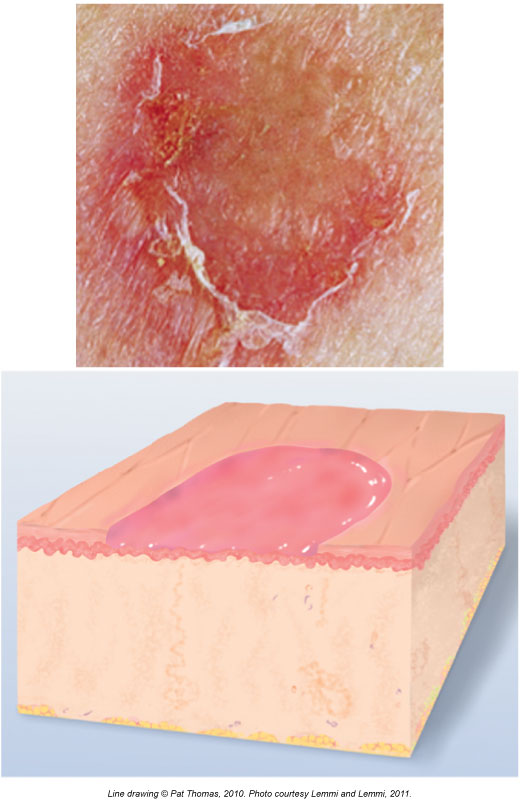 Line drawing © Pat Thomas, 2010. Photo courtesy Lemmi and Lemmi, 2011.